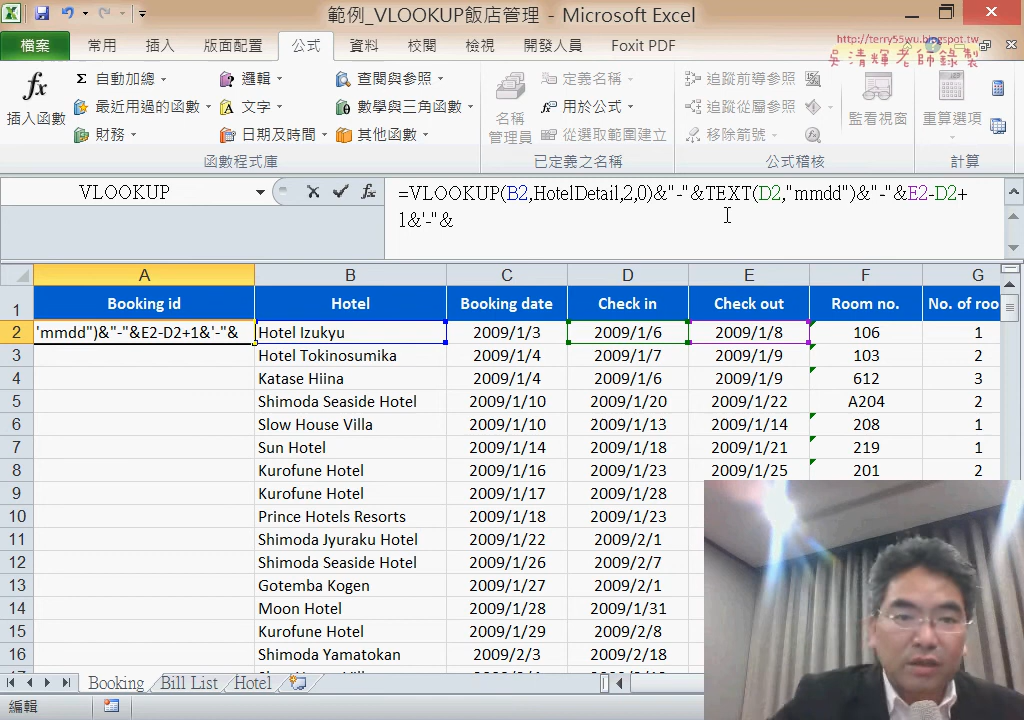 範例_VLOOKUP飯店管理 - Microsoft Excel
http://terry55wu.blogspot.tw
吳清輝老師錄製
檔案 常用 插入 版面配置 公式 資料 校閱 檢視 開發人員 Foxit PDF
fx 插入函數
Σ 自動加總
最近用過的函數
財務
邏輯
文字
日期及時間
查閱與參照
數學與三角函數
其他函數
函數程式庫
名稱管理員
定義名稱
用於公式
從選取範圍建立
已定義之名稱
追蹤前導參照
追蹤從屬參照
移除箭號
監看視窗
公式稽核
重算選項
計算
VLOOKUP
=VLOOKUP(B2,HotelDetail,2,0)&"-"&TEXT(D2,"mmdd")&"-"&E2-D2+
1&'-"&
A B C D E F G
1 Booking id Hotel Booking date Check in Check out Room no. No. of roo
2 'mmdd")&"-"&E2-D2+1&'-"& Hotel Izukyu 2009/1/3 2009/1/6 2009/1/8 106 1
3 Hotel Tokinosumika 2009/1/4 2009/1/7 2009/1/9 103 2
4 Katase Hiina 2009/1/4 2009/1/6 2009/1/9 612 3
5 Shimoda Seaside Hotel 2009/1/10 2009/1/20 2009/1/22 A204 2
6 Slow House Villa 2009/1/10 2009/1/13 2009/1/14 208 1
7 Sun Hotel 2009/1/14 2009/1/18 2009/1/21 219 1
8 Kurofune Hotel 2009/1/16 2009/1/23 2009/1/25 201 2
9 Kurofune Hotel 2009/1/17 2009/1/28
10 Prince Hotels Resorts 2009/1/18 2009/1/23
11 Shimoda Jyuraku Hotel 2009/1/22 2009/2/1
12 Shimoda Seaside Hotel 2009/1/26 2009/2/7
13 Gotemba Kogen 2009/1/27 2009/2/1
14 Moon Hotel 2009/1/28 2009/1/31
15 Kurofune Hotel 2009/1/29 2009/2/8
16 Shimoda Yamatokan 2009/2/3 2009/2/18
Booking Bill List Hotel
編輯